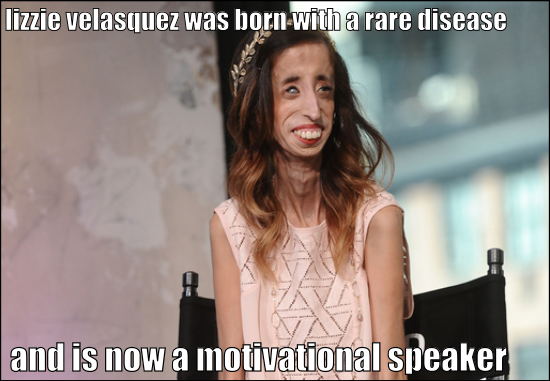 lizzie velasquez was born with a rare disease
and is now a motivational speaker